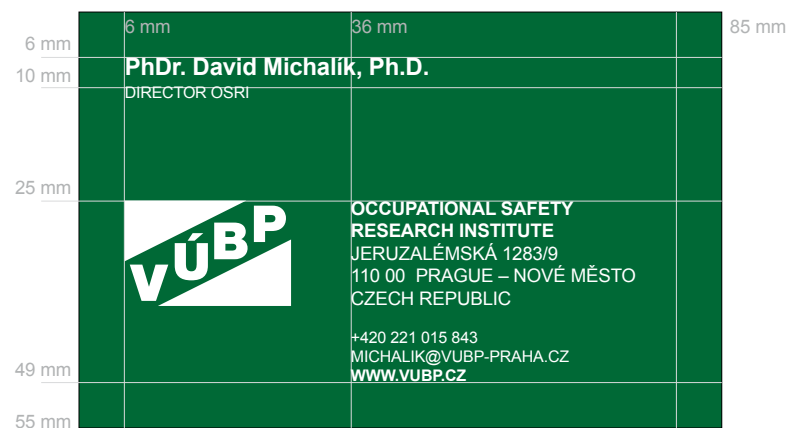 6 mm 36 mm 85 mm
6 mm
PhDr. David Michalík, Ph.D.
10 mm
DIRECTOR OSRI
25 mm
VÚBP
OCCUPATIONAL SAFETY
RESEARCH INSTITUTE
JERUZALÉMSKÁ 1283/9
110 00  PRAGUE – NOVÉ MĚSTO
CZECH REPUBLIC
+420 221 015 843
MICHALIK@VUBP-PRAHA.CZ
49 mm
WWW.VUBP.CZ
55 mm